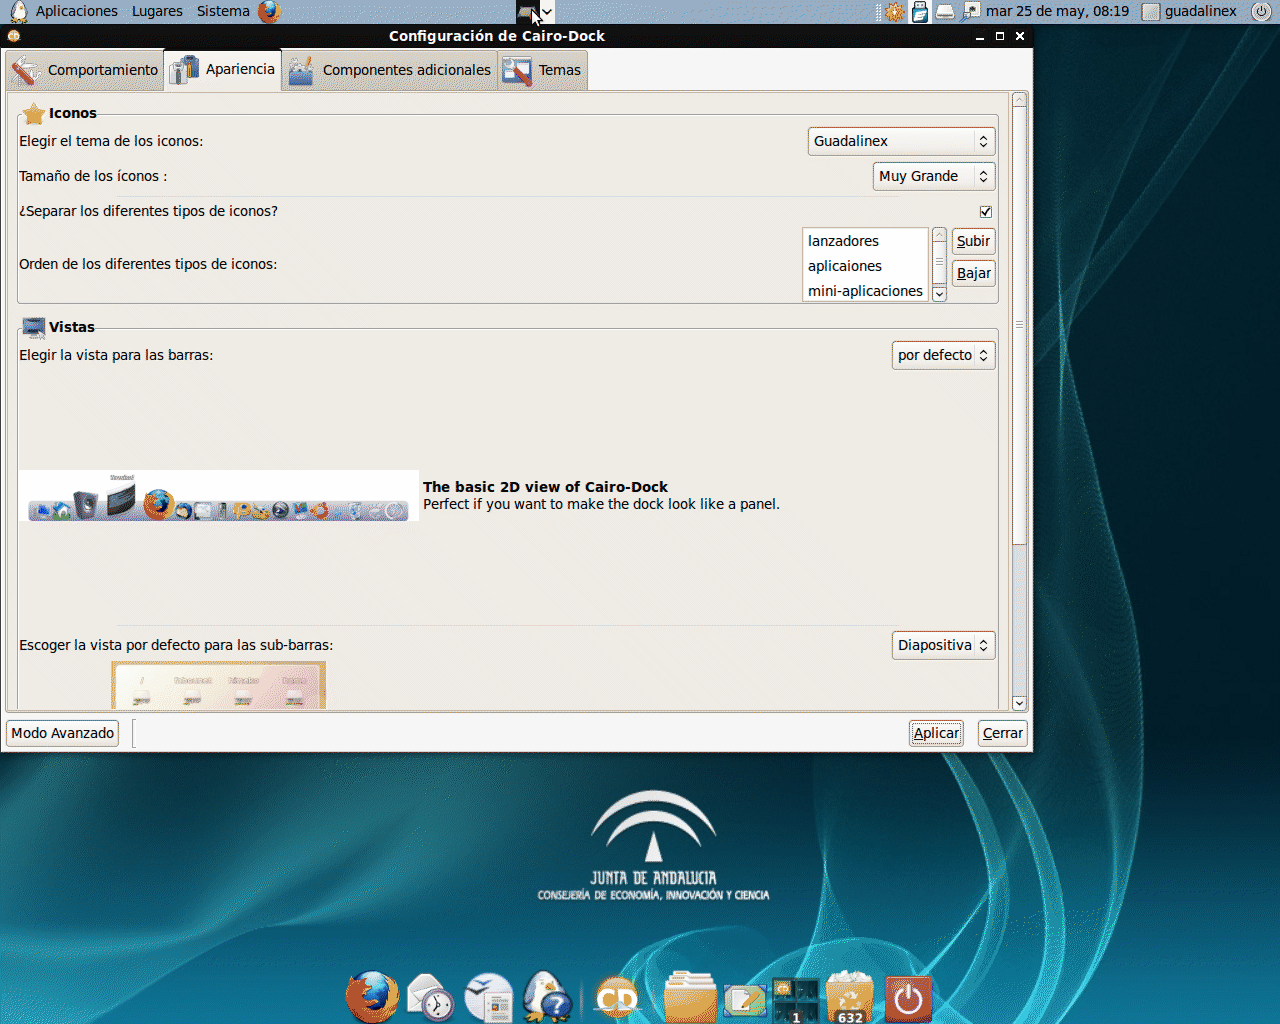 Aplicaciones Lugares Sistema mar 25 de may, 08:19 guadalinex
Configuración de Cairo-Dock
Comportamiento Apariencia Componentes adicionales Temas
Iconos
Elegir el tema de los iconos: Guadalinex
Tamaño de los íconos : Muy Grande
¿Separar los diferentes tipos de iconos?
lanzadores Subir
Orden de los diferentes tipos de iconos: aplicaiones Bajar
mini-aplicaciones
Vistas
Elegir la vista para las barras: por defecto
The basic 2D view of Cairo-Dock
Perfect if you want to make the dock look like a panel.
Escoger la vista por defecto para las sub-barras: Diapositiva
Modo Avanzado Aplicar Cerrar
JUNTA DE ANDALUCIA
CONSEJERÍA DE ECONOMÍA, INNOVACIÓN Y CIENCIA
CD
1 632